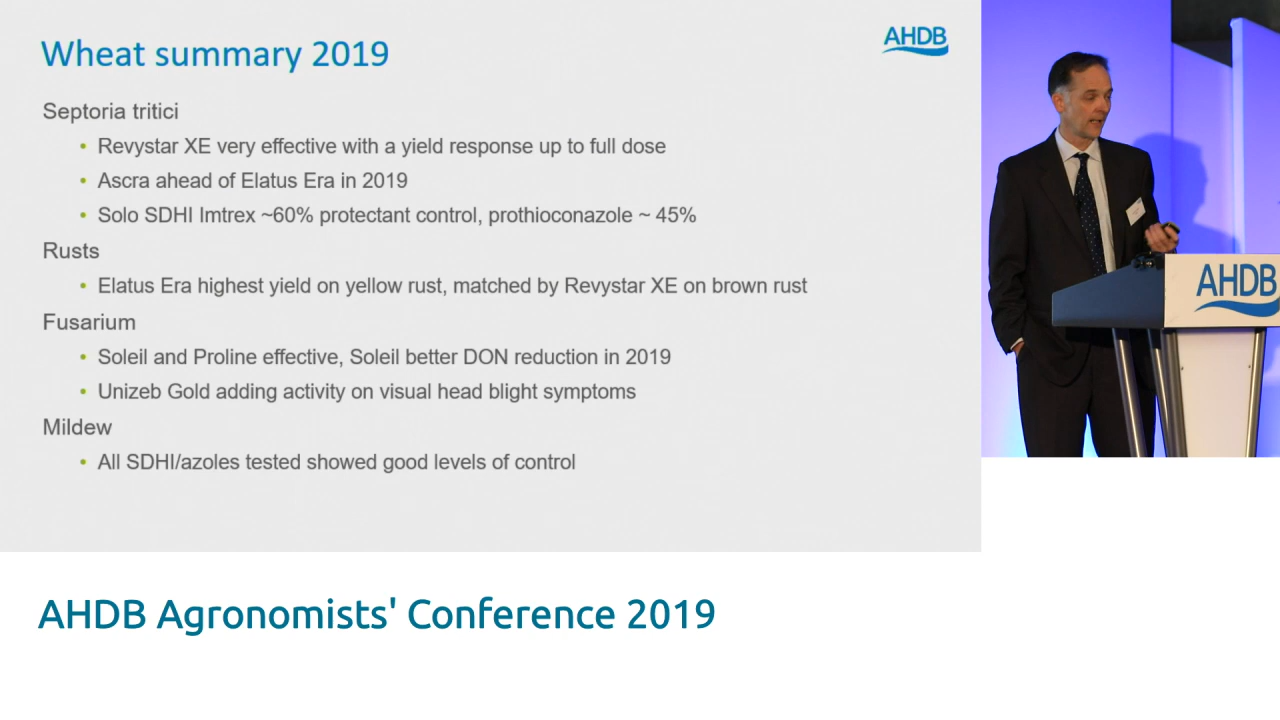 Wheat summary 2019
AHDB
Septoria tritici
• Revystar XE very effective with a yield response up to full dose
• Ascra ahead of Elatus Era in 2019
• Solo SDHI Imtrex ~60% protectant control, prothioconazole ~ 45%
Rusts
• Elatus Era highest yield on yellow rust, matched by Revystar XE on brown rust
Fusarium
• Soleil and Proline effective, Soleil better DON reduction in 2019
• Unizeb Gold adding activity on visual head blight symptoms
Mildew
• All SDHI/azoles tested showed good levels of control
AHDB
AHDB Agronomists' Conference 2019